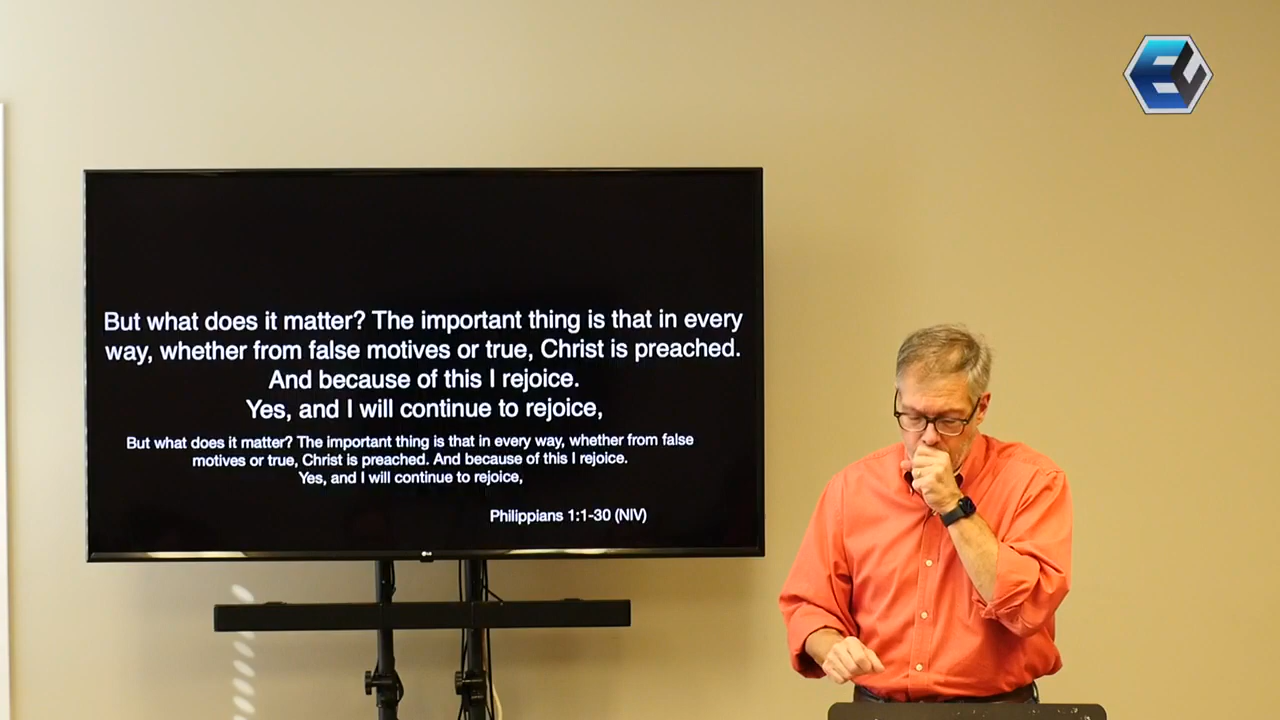 But what does it matter? The important thing is that in every
way, whether from false motives or true, Christ is preached.
And because of this I rejoice.
Yes, and I will continue to rejoice,
But what does it matter? The important thing is that in every way, whether from false
motives or true, Christ is preached. And because of this I rejoice.
Yes, and I will continue to rejoice,
Philippians 1:1-30 (NIV)